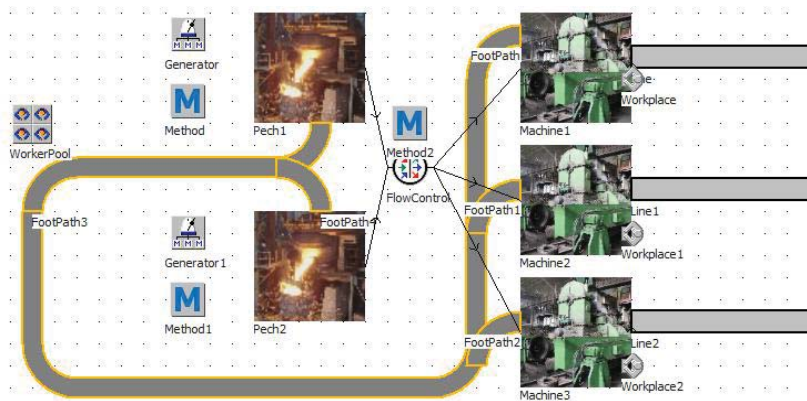 M M M
Generator
M
Method
Pech1
WorkerPool
M
Method2
FlowControl
FootPath
Workplace
Machine1
FootPath3
M M M
Generator1
M
Method1
FootPath
Pech2
FootPath1
Line1
Workplace1
Machine2
FootPath2
Line2
Workplace2
Machine3